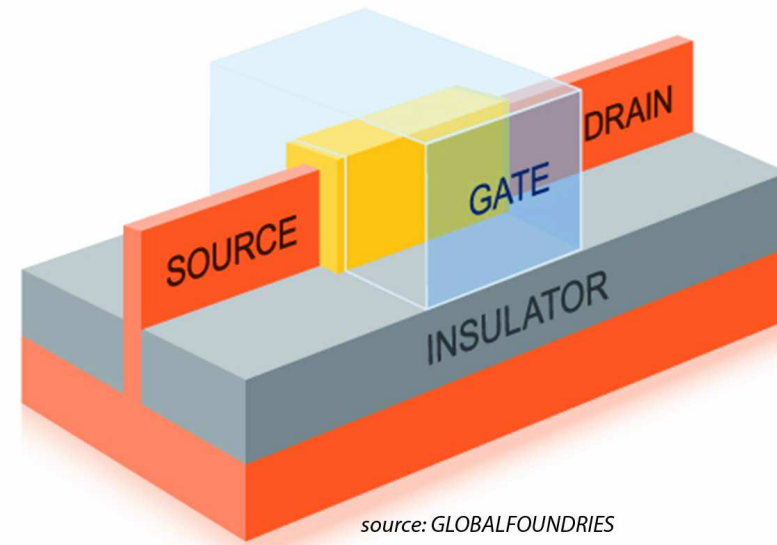 DRAIN
GATE
SOURCE
INSULATOR
source: GLOBALFOUNDRIES